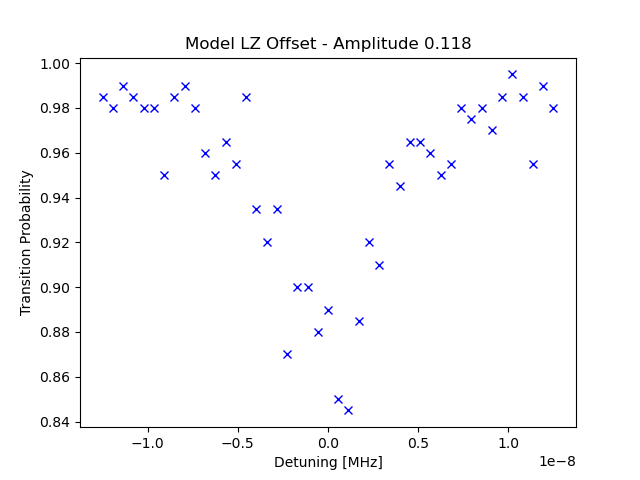 Model LZ Offset - Amplitude 0.118
1.00
0.98
0.96
0.94
0.92
0.90
0.88
0.86
0.84
Transition Probability
−1.0 −0.5 0.0 0.5 1.0
1e−8
Detuning [MHz]